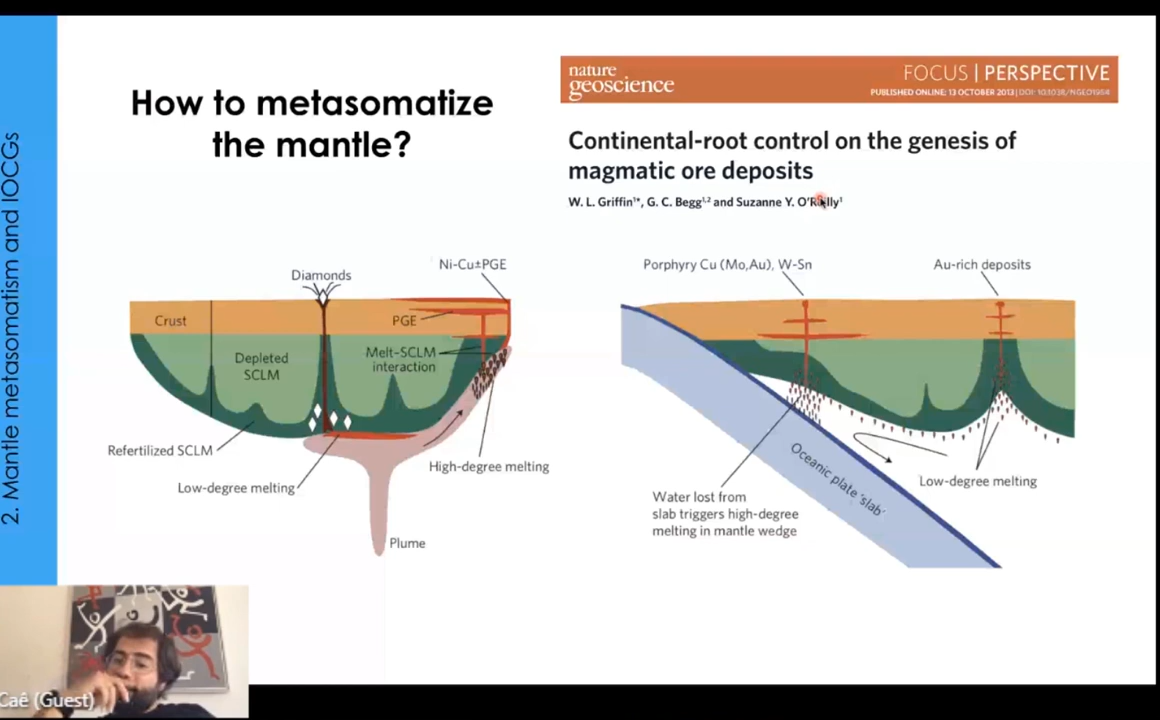 2. Mantle metasomatism and IOCGs
How to metasomatize
the mantle?
nature
geoscience
FOCUS | PERSPECTIVE
PUBLISHED ONLINE: 13 OCTOBER 2013 | DOI: 10.1038/NGEO1954
Continental-root control on the genesis of
magmatic ore deposits
W. L. Griffin¹*, G. C. Begg¹,² and Suzanne Y. O'Reilly¹
Diamonds
Ni-Cu±PGE
Crust
PGE
Depleted
SCLM
Melt–SCLM
interaction
Refertilized SCLM
Low-degree melting
High-degree melting
Plume
Porphyry Cu (Mo,Au), W-Sn
Au-rich deposits
Oceanic plate 'slab'
Low-degree melting
Water lost from
slab triggers high-degree
melting in mantle wedge
Caê (Guest)